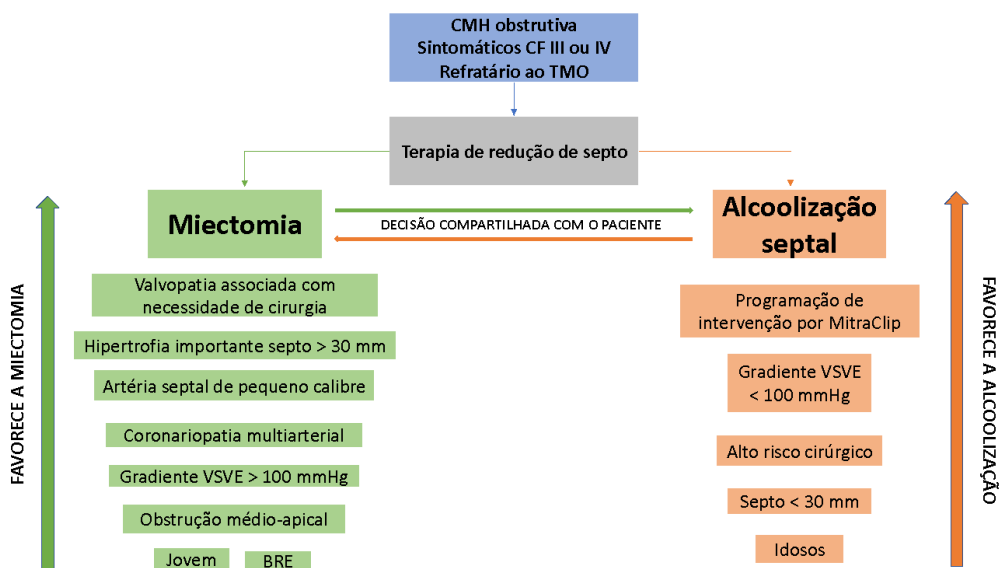 CMH obstrutiva
Sintomáticos CF III ou IV
Refratário ao TMO
Terapia de redução de septo
Miectomia
DECISÃO COMPARTILHADA COM O PACIENTE
Alcoolização
septal
FAVORECE A MIECTOMIA
Valvopatia associada com
necessidade de cirurgia
Hipertrofia importante septo > 30 mm
Artéria septal de pequeno calibre
Coronariopatia multiarterial
Gradiente VSVE > 100 mmHg
Obstrução médio-apical
Jovem
BRE
Programação de
intervenção por MitraClip
Gradiente VSVE
< 100 mmHg
Alto risco cirúrgico
Septo < 30 mm
Idosos
FAVORECE A ALCOOLIZAÇÃO